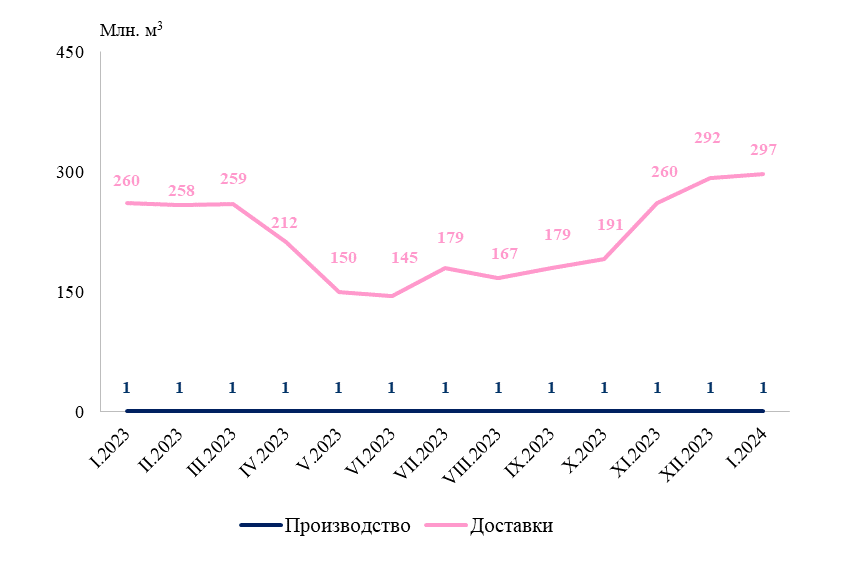 Млн. м³
450
300
150
0
260 258 259 212 150 145 179 167 179 191 260 292 297
1 1 1 1 1 1 1 1 1 1 1 1 1
I.2023 II.2023 III.2023 IV.2023 V.2023 VI.2023 VII.2023 VIII.2023 IX.2023 X.2023 XI.2023 XII.2023 I.2024
Производство Доставки